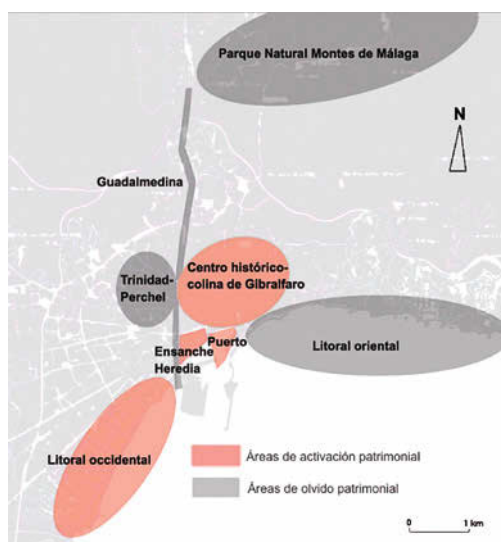 Parque Natural Montes de Málaga
N
Guadalmedina
Trinidad-
Perchel
Centro histórico-
colina de Gibralfaro
Ensanche
Heredia
Puerto
Litoral oriental
Litoral occidental
Áreas de activación patrimonial
Áreas de olvido patrimonial
0 1 km